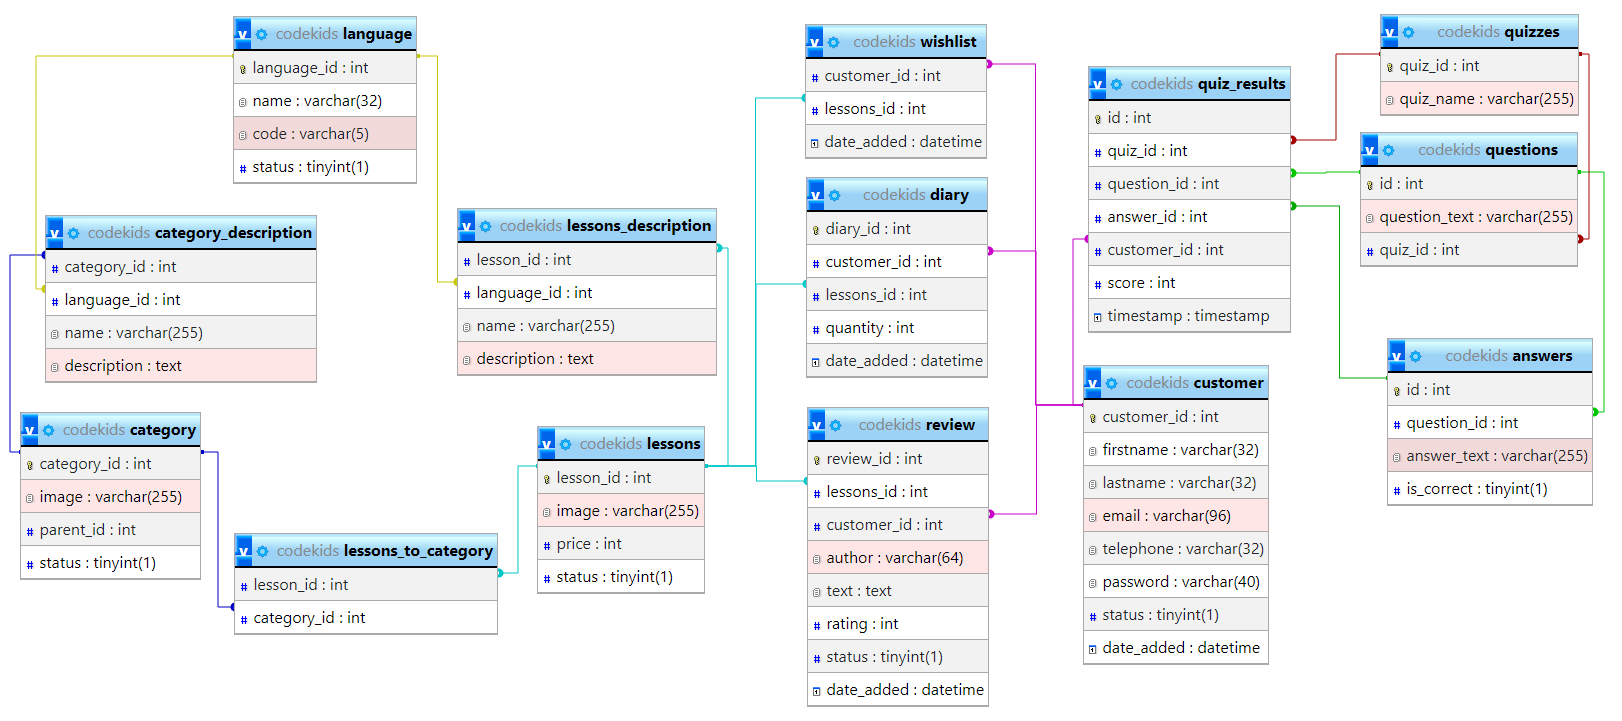 codekids language
language_id : int
name : varchar(32)
code : varchar(5)
status : tinyint(1)
codekids category_description
category_id : int
language_id : int
name : varchar(255)
description : text
codekids lessons_description
lesson_id : int
language_id : int
name : varchar(255)
description : text
codekids category
category_id : int
image : varchar(255)
parent_id : int
status : tinyint(1)
codekids lessons_to_category
lesson_id : int
category_id : int
codekids lessons
lesson_id : int
image : varchar(255)
price : int
status : tinyint(1)
codekids wishlist
customer_id : int
lessons_id : int
date_added : datetime
codekids diary
diary_id : int
customer_id : int
lessons_id : int
quantity : int
date_added : datetime
codekids review
review_id : int
lessons_id : int
customer_id : int
author : varchar(64)
text : text
rating : int
status : tinyint(1)
date_added : datetime
codekids quiz_results
id : int
quiz_id : int
question_id : int
answer_id : int
customer_id : int
score : int
timestamp : timestamp
codekids customer
customer_id : int
firstname : varchar(32)
lastname : varchar(32)
email : varchar(96)
telephone : varchar(32)
password : varchar(40)
status : tinyint(1)
date_added : datetime
codekids quizzes
quiz_id : int
quiz_name : varchar(255)
codekids questions
id : int
question_text : varchar(255)
quiz_id : int
codekids answers
id : int
question_id : int
answer_text : varchar(255)
is_correct : tinyint(1)